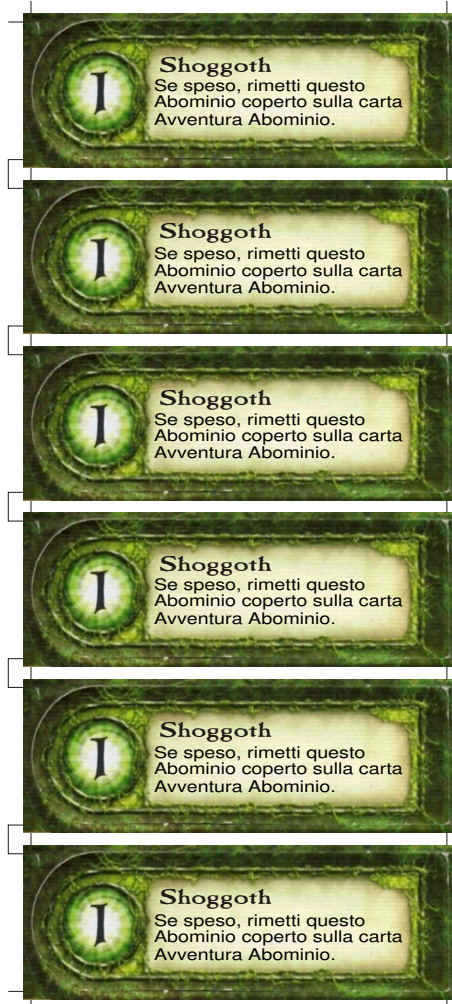 Shoggoth
I
Se speso, rimetti questo
Abominio coperto sulla carta
Avventura Abominio.
Shoggoth
I
Se speso, rimetti questo
Abominio coperto sulla carta
Avventura Abominio.
Shoggoth
I
Se speso, rimetti questo
Abominio coperto sulla carta
Avventura Abominio.
Shoggoth
I
Se speso, rimetti questo
Abominio coperto sulla carta
Avventura Abominio.
Shoggoth
I
Se speso, rimetti questo
Abominio coperto sulla carta
Avventura Abominio.
Shoggoth
I
Se speso, rimetti questo
Abominio coperto sulla carta
Avventura Abominio.